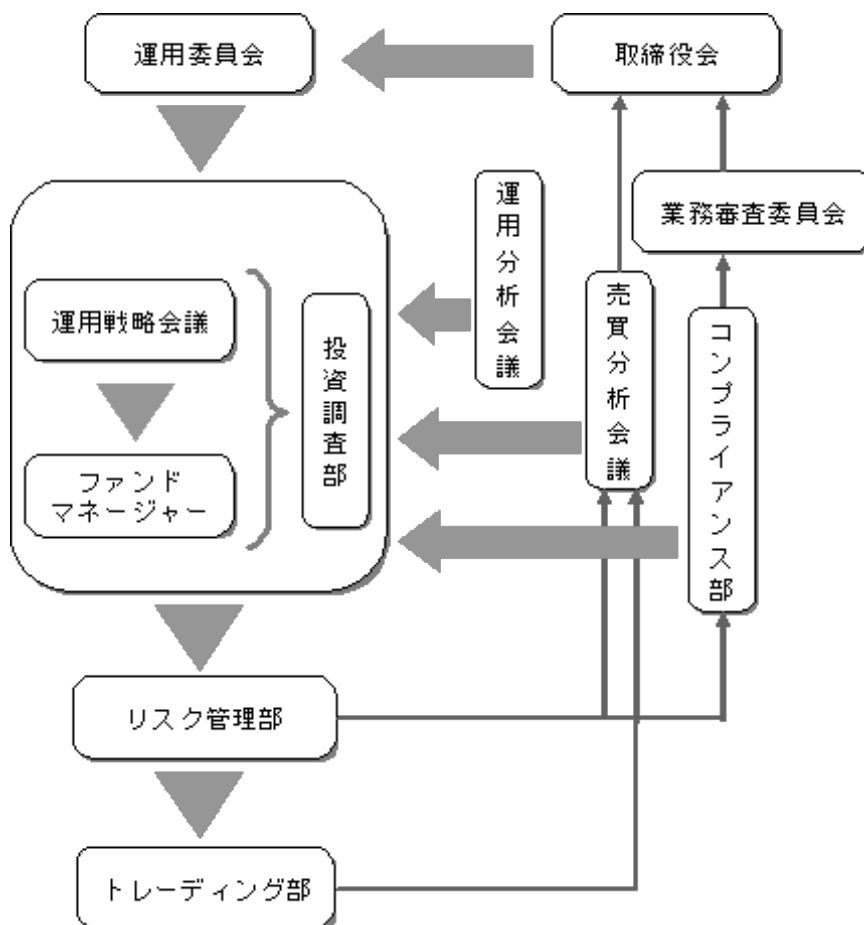 運用委員会
取締役会
運用分析会議
業務審査委員会
運用戦略会議
投資調査部
売買分析会議
コンプライアンス部
ファンド
マネージャー
リスク管理部
トレーディング部